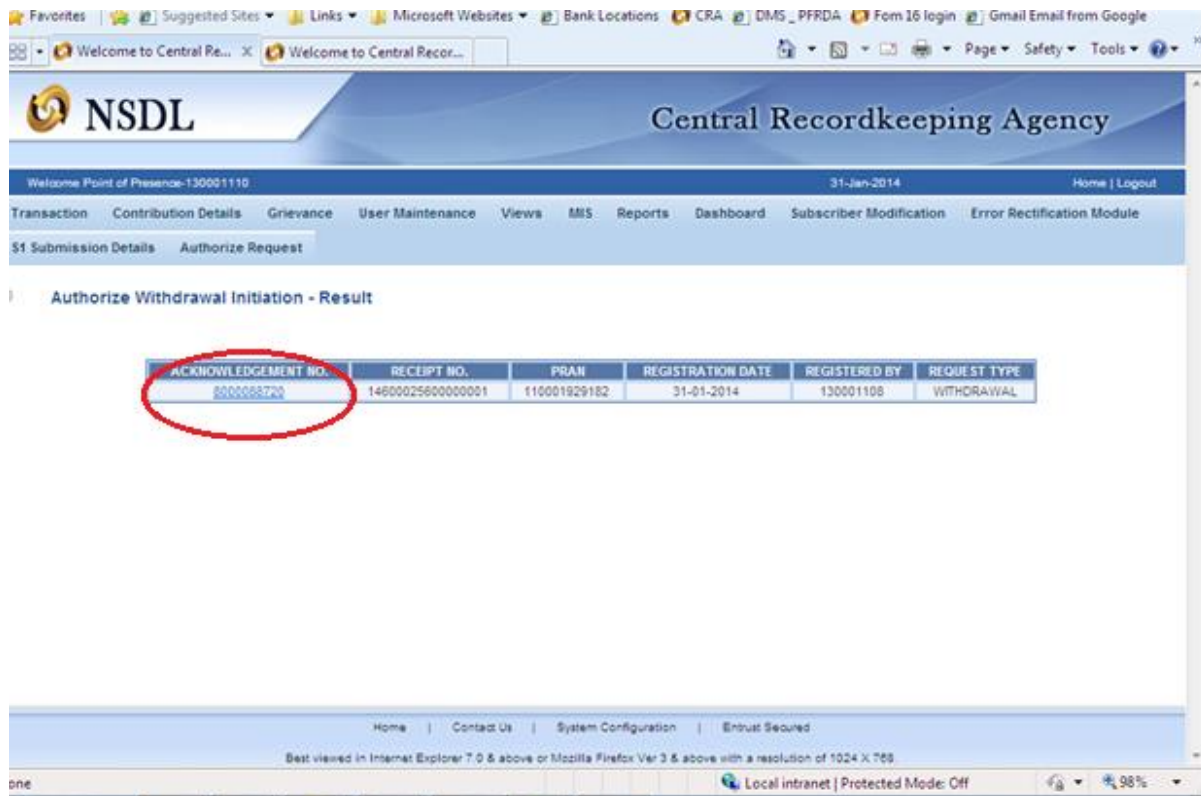 Favorites Suggested Sites Links Microsoft Websites Bank Locations CRA DMS _ PFRDA Fom 16 login Gmail Email from Google
Welcome to Central Re... X Welcome to Central Recor... Page Safety Tools
NSDL Central Recordkeeping Agency
Welcome Point of Presence-130001110 31-Jan-2014 Home | Logout
Transaction Contribution Details Grievance User Maintenance Views MIS Reports Dashboard Subscriber Modification Error Rectification Module
S1 Submission Details Authorize Request
Authorize Withdrawal Initiation - Result
ACKNOWLEDGEMENT NO. RECEIPT NO. PRAN REGISTRATION DATE REGISTERED BY REQUEST TYPE
14600025600000001 110001929182 31-01-2014 130001108 WITHDRAWAL
Home | Contact Us | System Configuration | Entrust Secured
Best viewed in Internet Explorer 7.0 & above or Mozilla Firefox Ver 3 & above with a resolution of 1024 X 768.
one Local intranet | Protected Mode: Off 98%